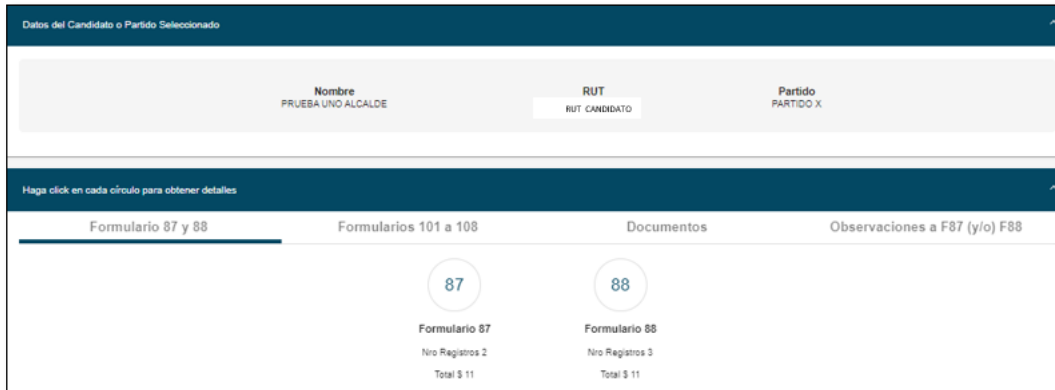 Datos del Candidato o Partido Seleccionado
Nombre RUT Partido
PRUEBA UNO ALCALDE RUT CANDIDATO PARTIDO X
Haga click en cada círculo para obtener detalles
Formulario 87 y 88 Formularios 101 a 108 Documentos Observaciones a F87 (y/o) F88
87 88
Formulario 87 Formulario 88
Nro Registros 2 Nro Registros 3
Total $ 11 Total $ 11